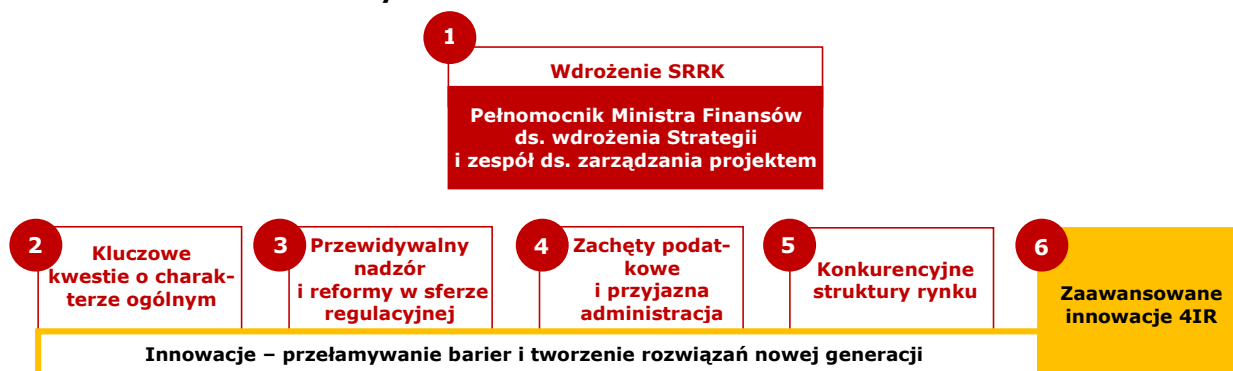 1
Wdrożenie SRRK
Pełnomocnik Ministra Finansów
ds. wdrożenia Strategii
i zespół ds. zarządzania projektem
2
Kluczowe
kwestie o charak-
terze ogólnym
3
Przewidywalny
nadzór
i reformy w sferze
regulacyjnej
4
Zachęty podat-
kowe
i przyjazna
administracja
5
Konkurencyjne
struktury rynku
6
Zaawansowane
innowacje 4IR
Innowacje – przełamywanie barier i tworzenie rozwiązań nowej generacji